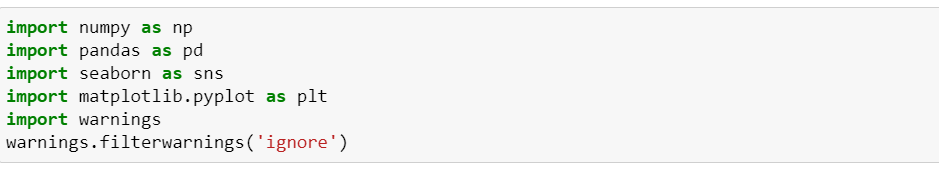 import numpy as np
import pandas as pd
import seaborn as sns
import matplotlib.pyplot as plt
import warnings
warnings.filterwarnings('ignore')